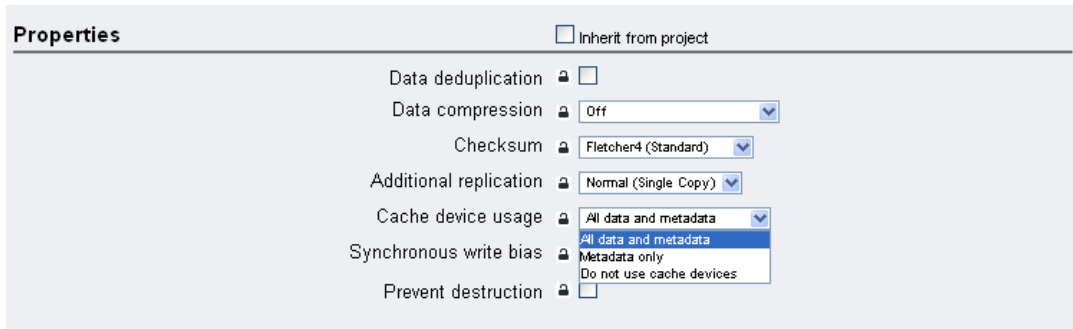 Properties Inherit from project
Data deduplication
Data compression Off
Checksum Fletcher4 (Standard)
Additional replication Normal (Single Copy)
Cache device usage All data and metadata
All data and metadata
Synchronous write bias Metadata only
Do not use cache devices
Prevent destruction